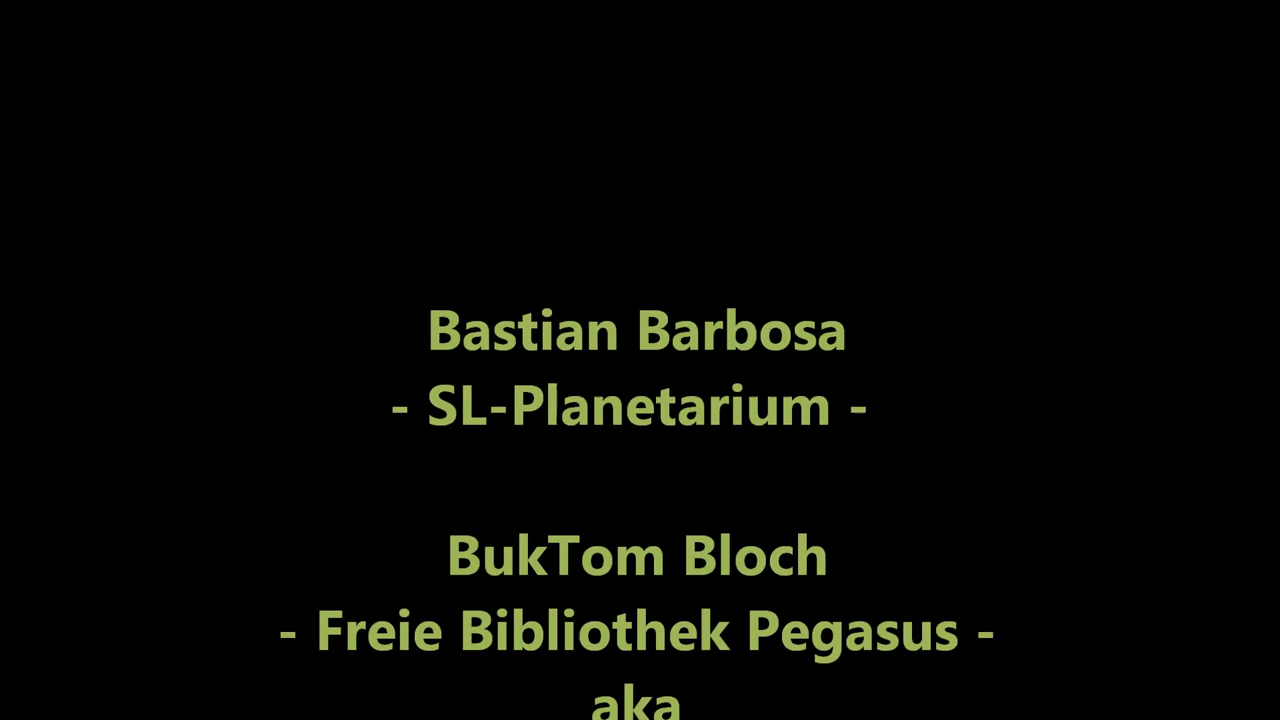 Bastian Barbosa
- SL-Planetarium -
BukTom Bloch
- Freie Bibliothek Pegasus -
aka